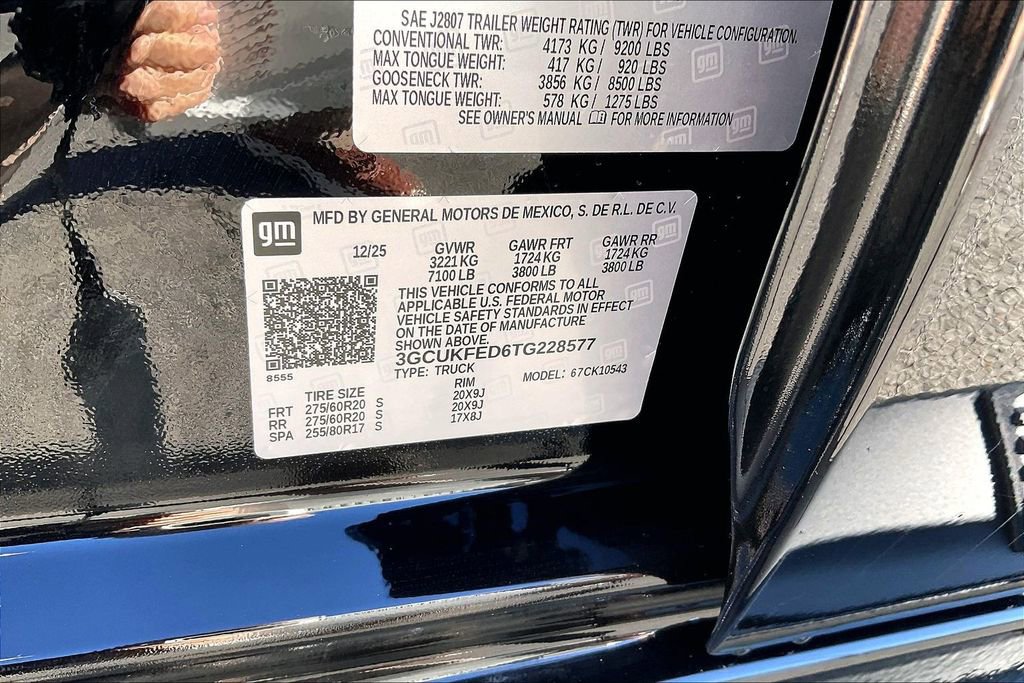 SAE J2807 TRAILER WEIGHT RATING (TWR) FOR VEHICLE CONFIGURATION.
CONVENTIONAL TWR: 4173 KG / 9200 LBS
MAX TONGUE WEIGHT: 417 KG / 920 LBS
GOOSENECK TWR: 3856 KG / 8500 LBS
MAX TONGUE WEIGHT: 578 KG / 1275 LBS
SEE OWNER'S MANUAL FOR MORE INFORMATION
gm
MFD BY GENERAL MOTORS DE MEXICO, S. DE R.L. DE C.V.
12/25 GVWR GAWR FRT GAWR RR
3221 KG 1724 KG 1724 KG
7100 LB 3800 LB 3800 LB
THIS VEHICLE CONFORMS TO ALL
APPLICABLE U.S. FEDERAL MOTOR
VEHICLE SAFETY STANDARDS IN EFFECT
ON THE DATE OF MANUFACTURE
SHOWN ABOVE.
3GCUKFED6TG228577
8555
TYPE: TRUCK MODEL: 67CK10543
TIRE SIZE RIM
FRT 275/60R20 S 20X9J
RR 275/60R20 S 20X9J
SPA 255/80R17 S 17X8J